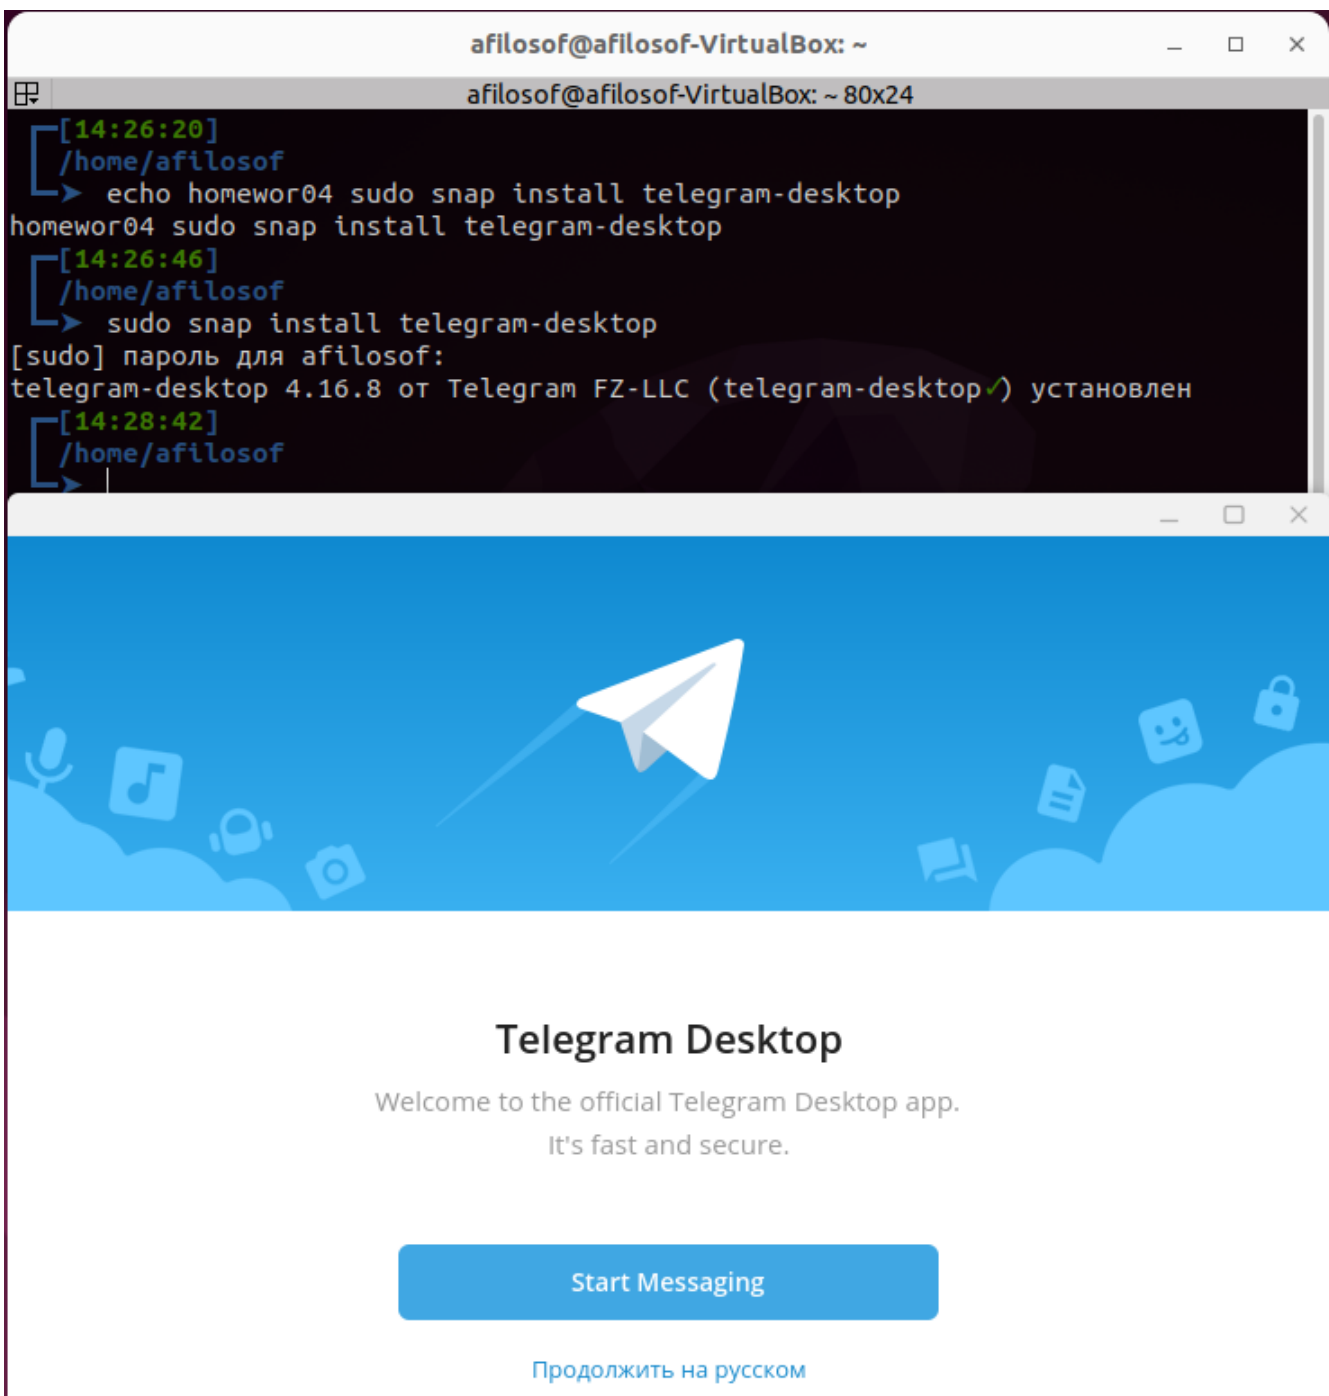 afilosof@afilosof-VirtualBox: ~
afilosof@afilosof-VirtualBox: ~ 80x24
[14:26:20]
/home/afilosof
echo homewor04 sudo snap install telegram-desktop
homewor04 sudo snap install telegram-desktop
[14:26:46]
/home/afilosof
sudo snap install telegram-desktop
[sudo] пароль для afilosof:
telegram-desktop 4.16.8 от Telegram FZ-LLC (telegram-desktop✓) установлен
[14:28:42]
/home/afilosof
Telegram Desktop
Welcome to the official Telegram Desktop app.
It's fast and secure.
Start Messaging
Продолжить на русском